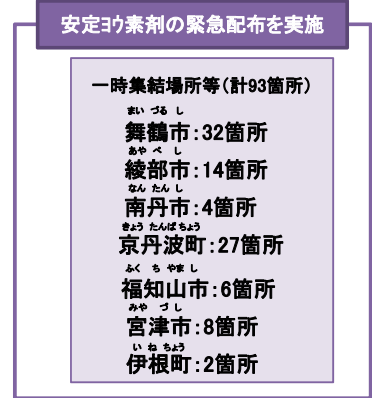 安定ﾖｳ素剤の緊急配布を実施
一時集結場所等（計93箇所）
まい づる し
舞鶴市：32箇所
あや べ し
綾部市：14箇所
なん たん し
南丹市：4箇所
きょう たんば ちょう
京丹波町：27箇所
ふく ち やま し
福知山市：6箇所
みや づ し
宮津市：8箇所
い ね ちょう
伊根町：2箇所